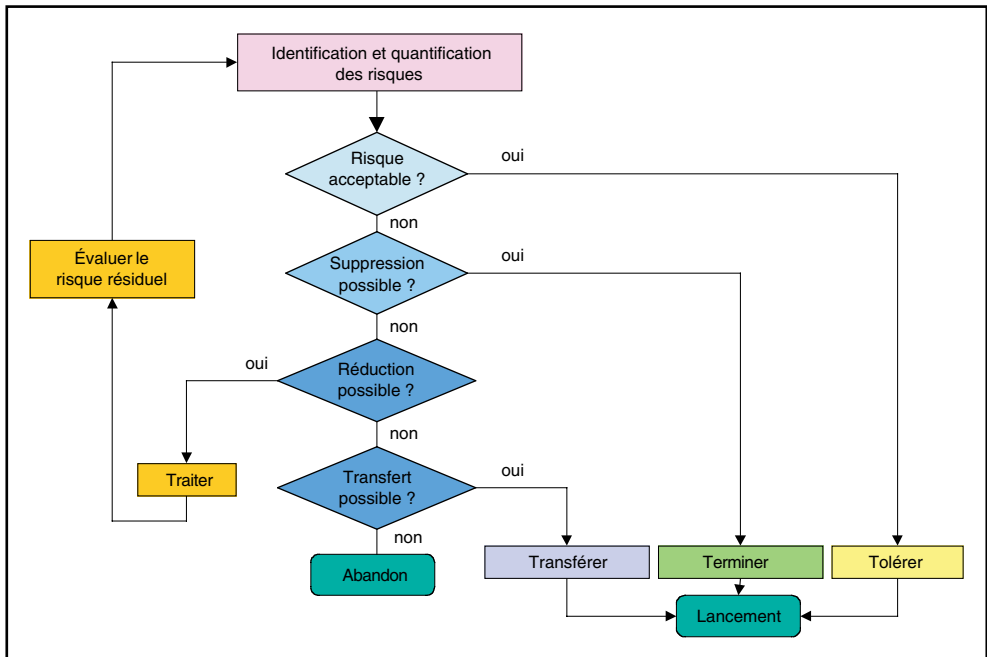 Identification et quantification
des risques
Risque
acceptable ?
oui
non
Évaluer le
risque résiduel
Suppression
possible ?
oui
non
oui
Réduction
possible ?
non
Traiter
Transfert
possible ?
oui
non
Abandon
Transférer
Terminer
Tolérer
Lancement